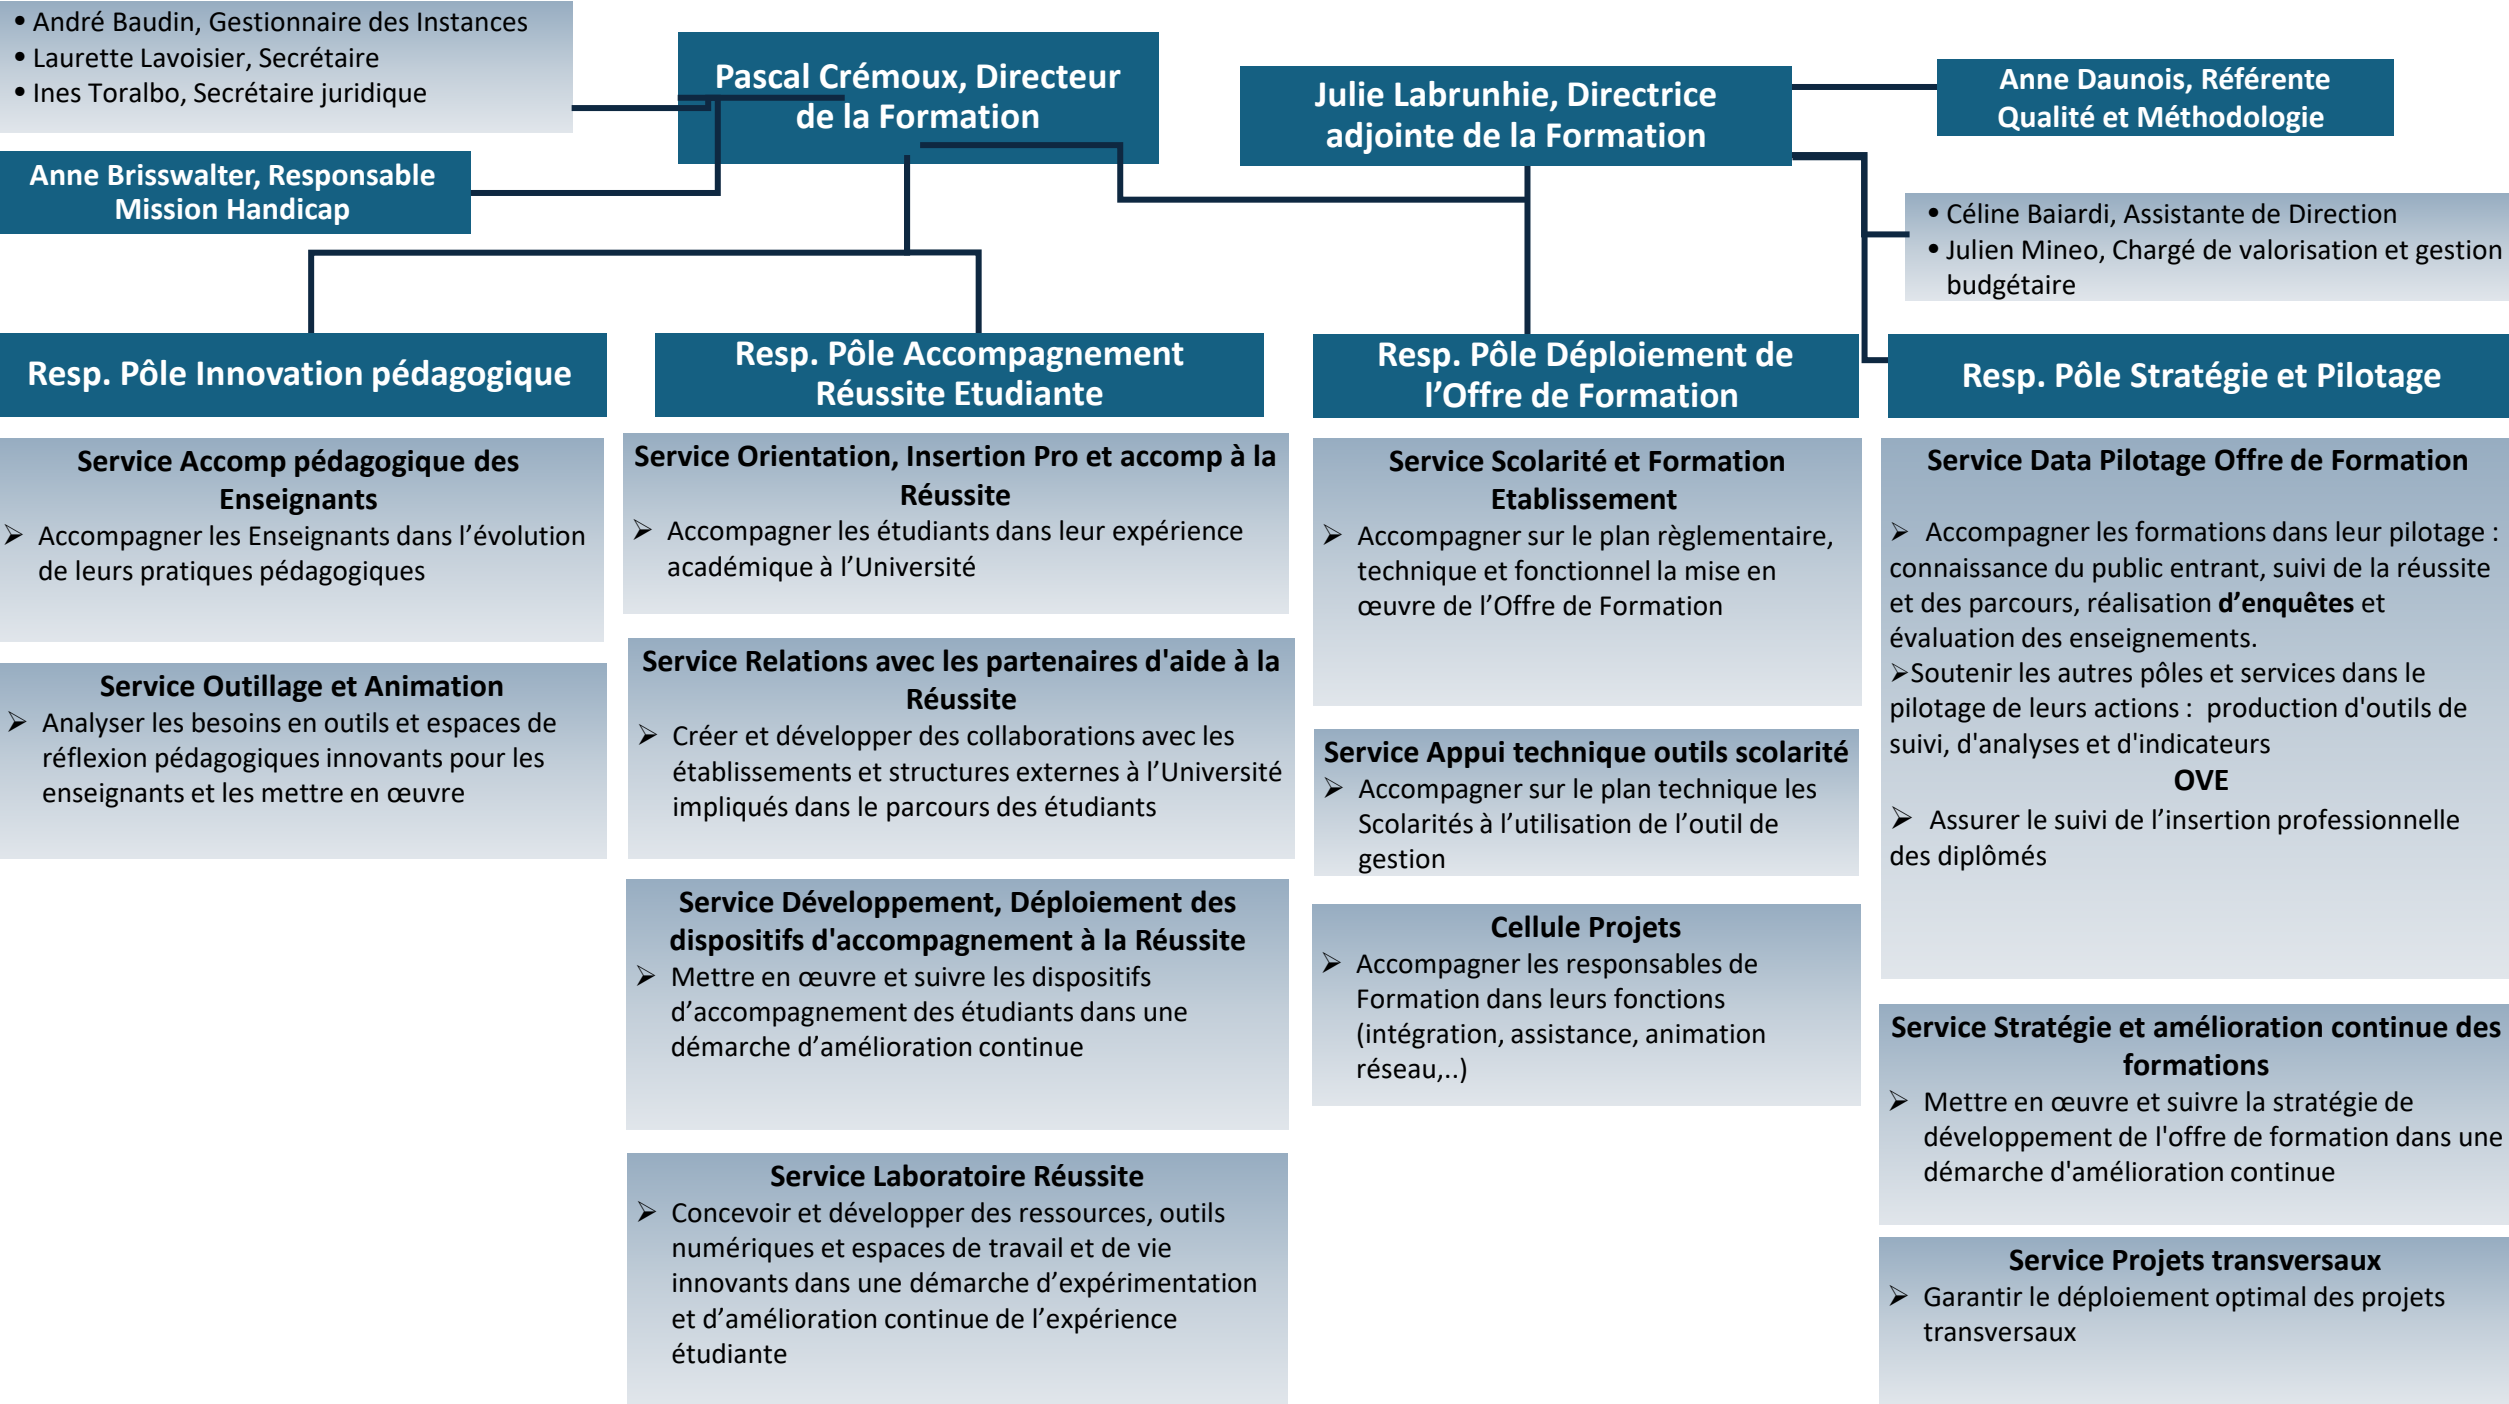 • André Baudin, Gestionnaire des Instances
• Laurette Lavoisier, Secrétaire
• Ines Toralbo, Secrétaire juridique
Pascal Crémoux, Directeur
de la Formation
Julie Labrunhie, Directrice
adjointe de la Formation
Anne Daunois, Référente
Qualité et Méthodologie
Anne Brisswalter, Responsable
Mission Handicap
• Céline Baiardi, Assistante de Direction
• Julien Mineo, Chargé de valorisation et gestion
budgétaire
Resp. Pôle Innovation pédagogique
Service Accomp pédagogique des
Enseignants
➢ Accompagner les Enseignants dans l’évolution
de leurs pratiques pédagogiques
Service Outillage et Animation
➢ Analyser les besoins en outils et espaces de
réflexion pédagogiques innovants pour les
enseignants et les mettre en œuvre
Resp. Pôle Accompagnement
Réussite Etudiante
Service Orientation, Insertion Pro et accomp à la
Réussite
➢ Accompagner les étudiants dans leur expérience
académique à l’Université
Service Relations avec les partenaires d'aide à la
Réussite
➢ Créer et développer des collaborations avec les
établissements et structures externes à l’Université
impliqués dans le parcours des étudiants
Service Développement, Déploiement des
dispositifs d'accompagnement à la Réussite
➢ Mettre en œuvre et suivre les dispositifs
d’accompagnement des étudiants dans une
démarche d’amélioration continue
Service Laboratoire Réussite
➢ Concevoir et développer des ressources, outils
numériques et espaces de travail et de vie
innovants dans une démarche d’expérimentation
et d’amélioration continue de l’expérience
étudiante
Resp. Pôle Déploiement de
l’Offre de Formation
Service Scolarité et Formation
Etablissement
➢ Accompagner sur le plan règlementaire,
technique et fonctionnel la mise en
œuvre de l’Offre de Formation
Service Appui technique outils scolarité
➢ Accompagner sur le plan technique les
Scolarités à l’utilisation de l’outil de
gestion
Cellule Projets
➢ Accompagner les responsables de
Formation dans leurs fonctions
(intégration, assistance, animation
réseau,..)
Resp. Pôle Stratégie et Pilotage
Service Data Pilotage Offre de Formation
➢ Accompagner les formations dans leur pilotage :
connaissance du public entrant, suivi de la réussite
et des parcours, réalisation d’enquêtes et
évaluation des enseignements.
➢Soutenir les autres pôles et services dans le
pilotage de leurs actions : production d'outils de
suivi, d'analyses et d'indicateurs
OVE
➢ Assurer le suivi de l’insertion professionnelle
des diplômés
Service Stratégie et amélioration continue des
formations
➢ Mettre en œuvre et suivre la stratégie de
développement de l'offre de formation dans une
démarche d'amélioration continue
Service Projets transversaux
➢ Garantir le déploiement optimal des projets
transversaux